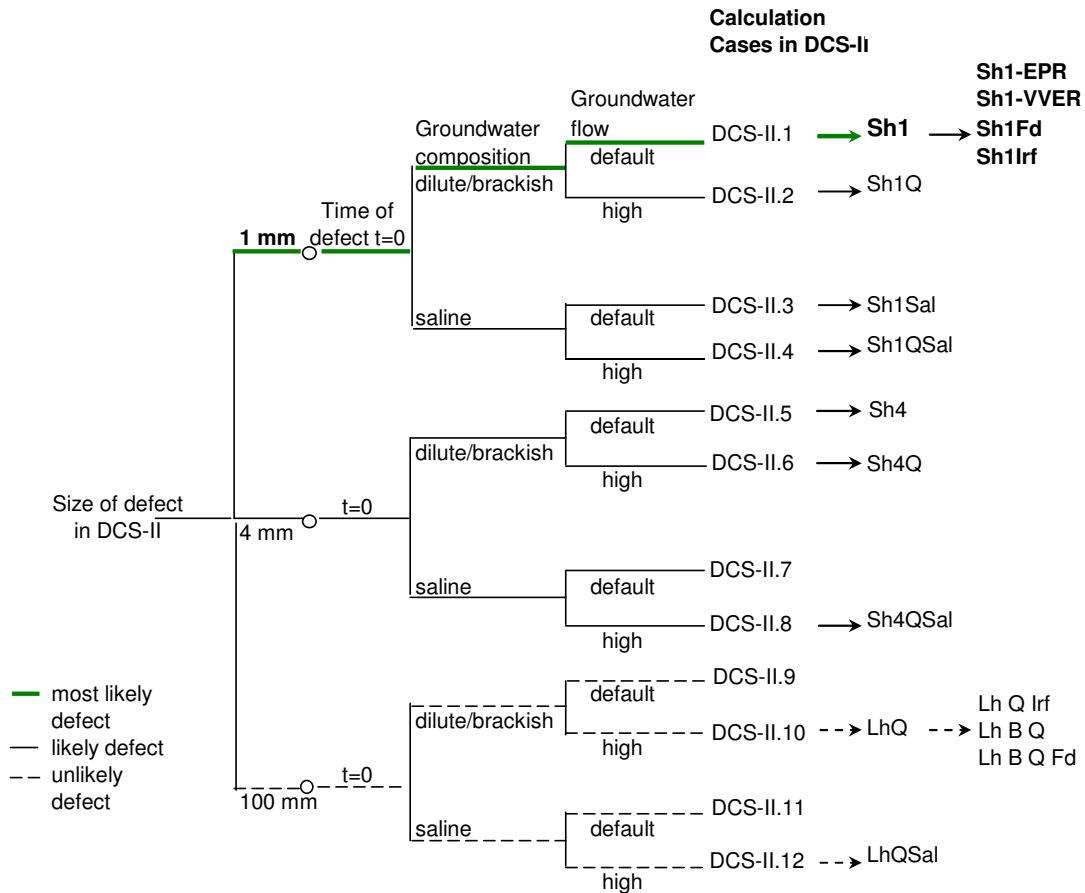 Calculation
Cases in DCS-II
Sh1-EPR
Sh1-VVER
Sh1Fd
Sh1Irf
Groundwater
flow
Groundwater
composition
dilute/brackish
default
DCS-II.1
Sh1
high
DCS-II.2
Sh1Q
Time of
defect t=0
1 mm
saline
default
DCS-II.3
Sh1Sal
high
DCS-II.4
Sh1QSal
dilute/brackish
default
DCS-II.5
Sh4
high
DCS-II.6
Sh4Q
Size of defect
in DCS-II
4 mm
t=0
saline
default
DCS-II.7
high
DCS-II.8
Sh4QSal
dilute/brackish
default
DCS-II.9
high
DCS-II.10
LhQ
Lh Q Irf
Lh B Q
Lh B Q Fd
100 mm
t=0
saline
default
DCS-II.11
high
DCS-II.12
LhQSal
most likely
defect
likely defect
unlikely
defect